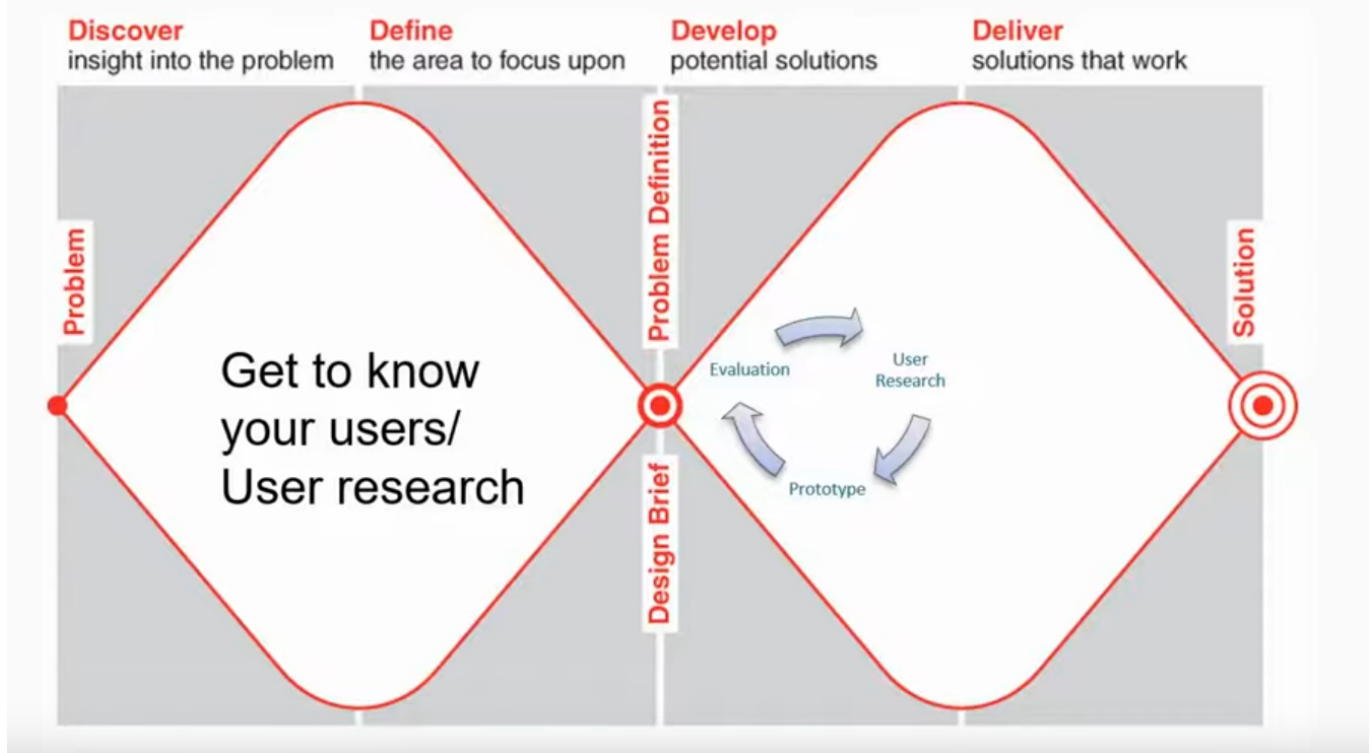 Discover
insight into the problem
Define
the area to focus upon
Develop
potential solutions
Deliver
solutions that work
Problem
Get to know
your users/
User research
Problem Definition
Design Brief
Evaluation
User
Research
Prototype
Solution